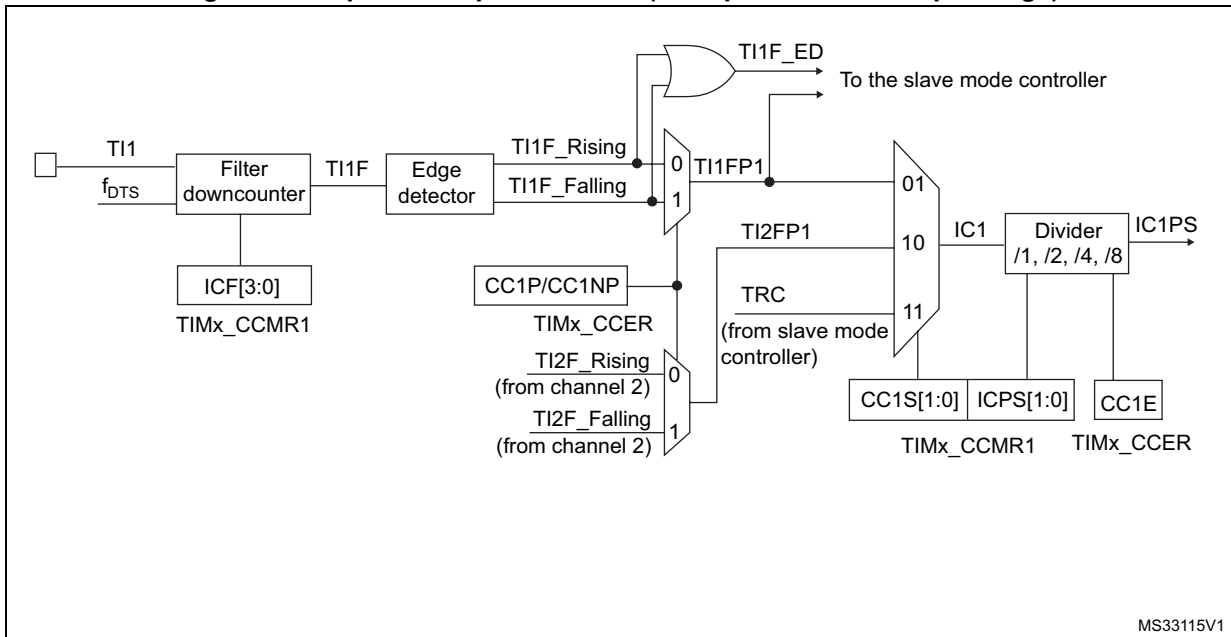 TI1F_ED
To the slave mode controller
TI1
fDTS
Filter
downcounter
TI1F
Edge
detector
TI1F_Rising
TI1F_Falling
0
1
TI1FP1
01
ICF[3:0]
TIMx_CCMR1
CC1P/CC1NP
TIMx_CCER
TI2FP1
10
TRC
(from slave mode
controller)
11
IC1
Divider
/1, /2, /4, /8
IC1PS
TI2F_Rising
(from channel 2)
0
TI2F_Falling
(from channel 2)
1
CC1S[1:0]
ICPS[1:0]
TIMx_CCMR1
CC1E
TIMx_CCER
MS33115V1